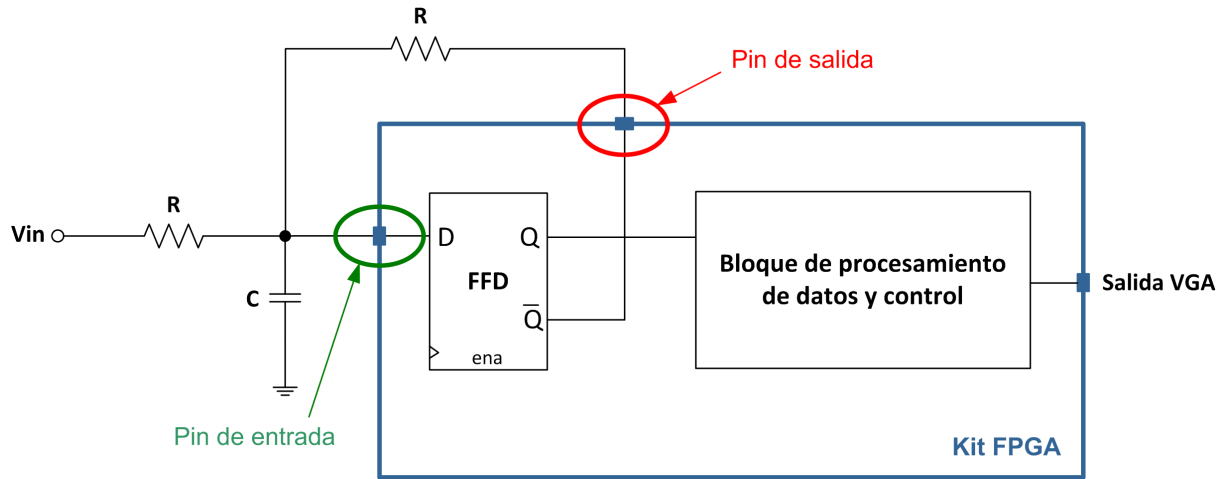 R
Pin de salida
R
Vin
D
Q
FFD
Bloque de procesamiento
de datos y control
Salida VGA
C
Q̅
ena
Pin de entrada
Kit FPGA